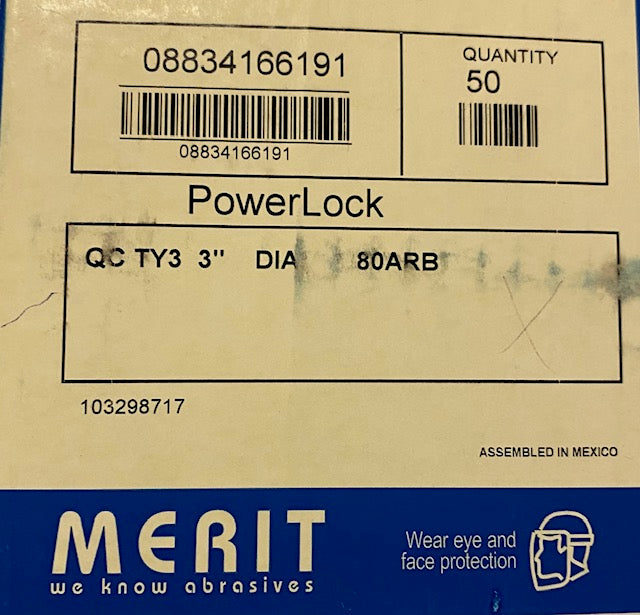 08834166191
QUANTITY
50
08834166191
PowerLock
QC TY3 3" DIA 80ARB
103298717
ASSEMBLED IN MEXICO
MERIT
we know abrasives
Wear eye and
face protection